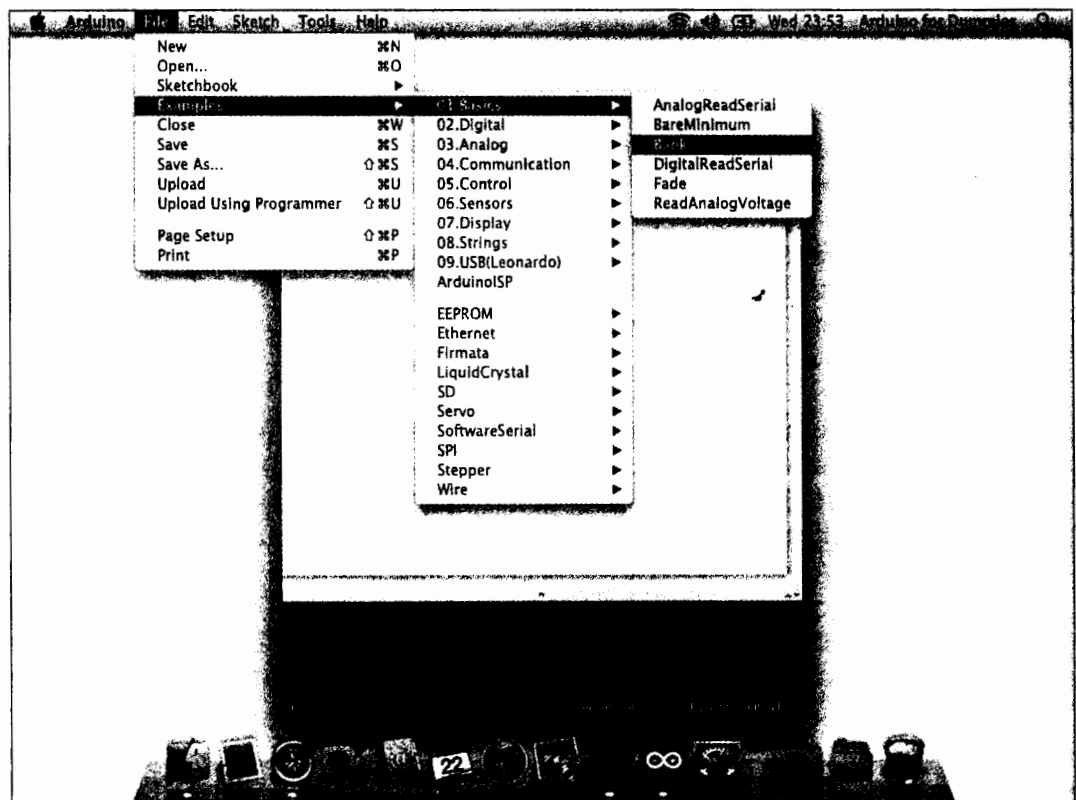 Arduino File Edit Sketch Tools Help Wed 23:53 Arduino for Dummies
New ⌘N
Open... ⌘O
Sketchbook
Examples
Close ⌘W
Save ⌘S
Save As... ⇧⌘S
Upload ⌘U
Upload Using Programmer ⇧⌘U
Page Setup ⇧⌘P
Print ⌘P
01.Basics
02.Digital
03.Analog
04.Communication
05.Control
06.Sensors
07.Display
08.Strings
09.USB(Leonardo)
ArduinoISP
EEPROM
Ethernet
Firmata
LiquidCrystal
SD
Servo
SoftwareSerial
SPI
Stepper
Wire
AnalogReadSerial
BareMinimum
DigitalReadSerial
Fade
ReadAnalogVoltage
22